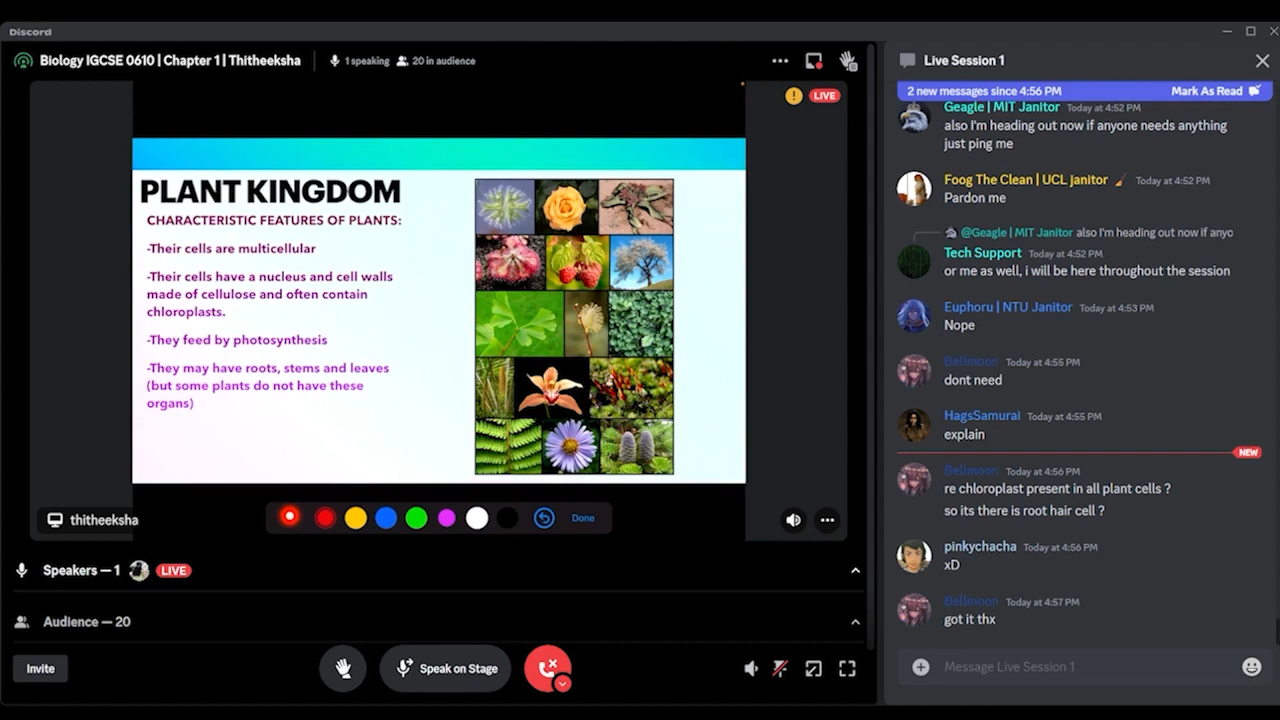 Discord
Biology IGCSE 0610 | Chapter 1 | Thitheeksha
1 speaking
20 in audience
LIVE
PLANT KINGDOM
CHARACTERISTIC FEATURES OF PLANTS:
-Their cells are multicellular
-Their cells have a nucleus and cell walls
made of cellulose and often contain
chloroplasts.
-They feed by photosynthesis
-They may have roots, stems and leaves
(but some plants do not have these
organs)
thitheeksha
Done
Speakers — 1
LIVE
Audience — 20
Invite
Speak on Stage
Live Session 1
2 new messages since 4:56 PM
Mark As Read
Geagle | MIT Janitor Today at 4:52 PM
also I'm heading out now if anyone needs anything
just ping me
Foog The Clean | UCL janitor Today at 4:52 PM
Pardon me
@Geagle | MIT Janitor also I'm heading out now if anyo
Tech Support Today at 4:52 PM
or me as well, i will be here throughout the session
Euphoru | NTU Janitor Today at 4:53 PM
Nope
Bellmoon Today at 4:55 PM
dont need
HagsSamurai Today at 4:55 PM
explain
NEW
Bellmoon Today at 4:56 PM
re chloroplast present in all plant cells ?
so its there is root hair cell ?
pinkychacha Today at 4:56 PM
xD
Bellmoon Today at 4:57 PM
got it thx
Message Live Session 1